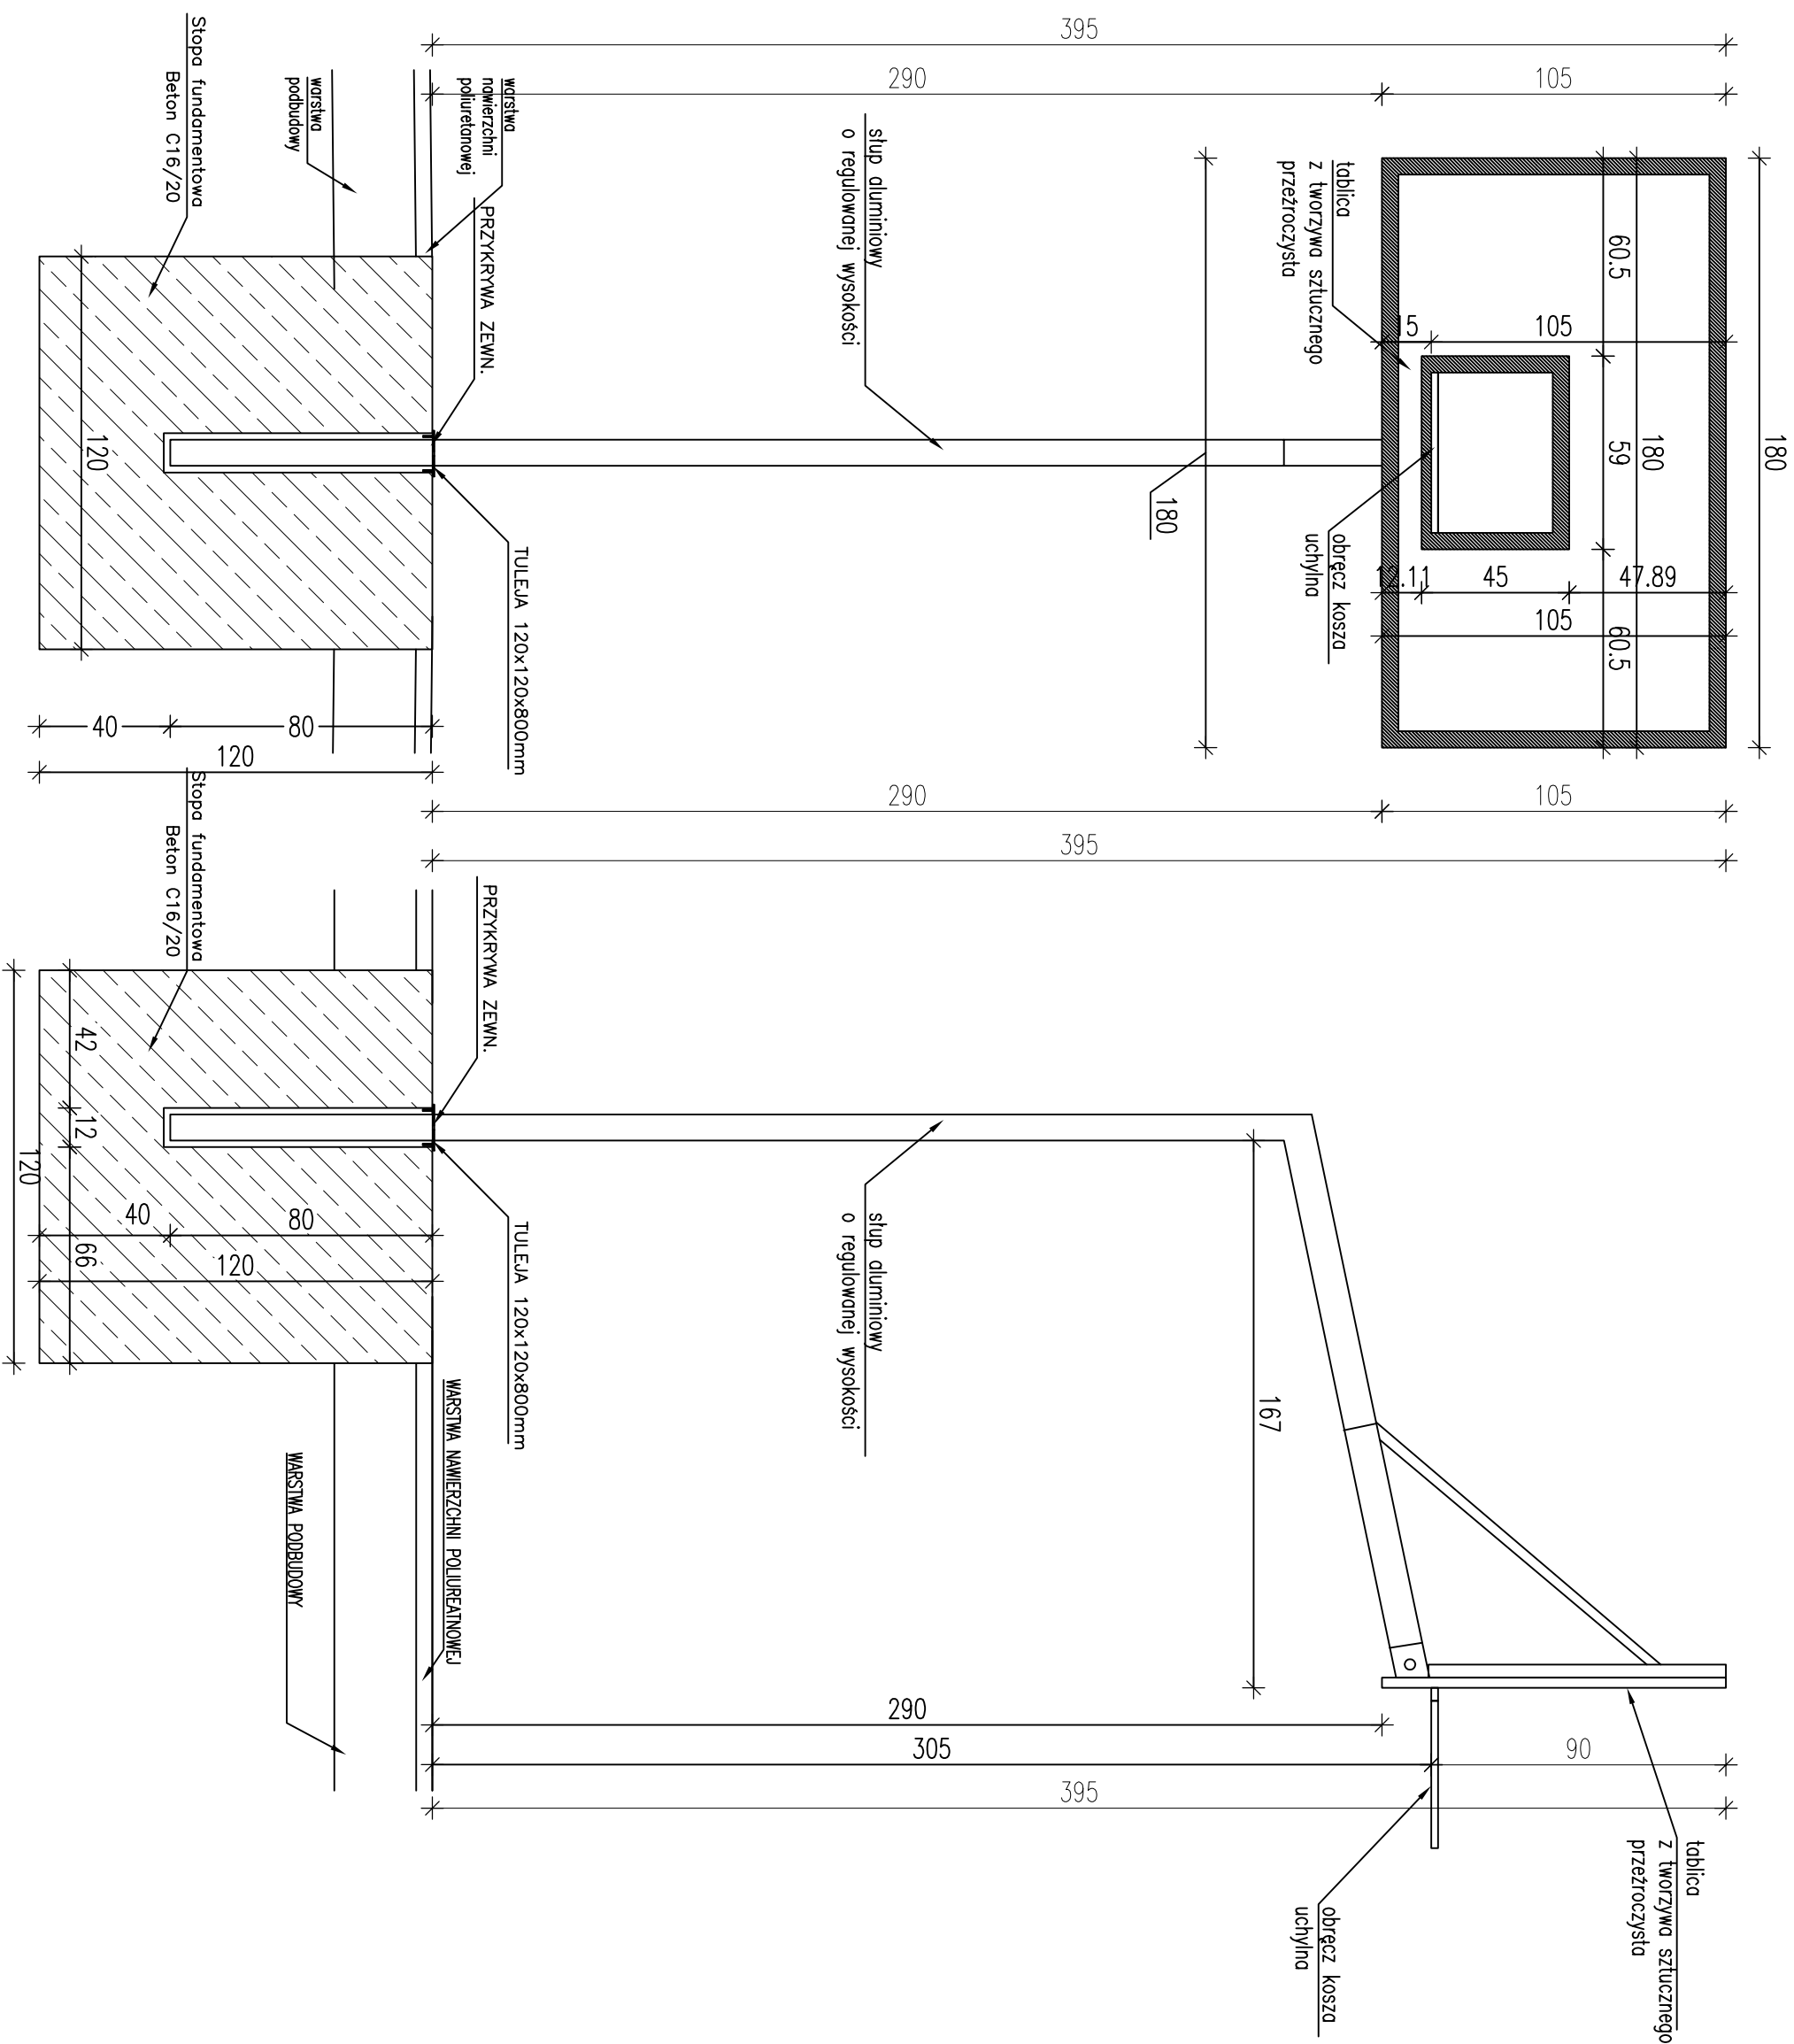 395
290
105
180
słup aluminiowy
o regulowanej wysokości
tablica
z tworzywa sztucznego
przeźroczysta
60.5
180
59
60.5
15
105
12.11
45
47.89
105
obręcz kosza
uchylna
180
warstwa
nawierzchni
poliuretanowej
warstwa
podbudowy
PRZYKRYWA ZEWN.
TULEJA 120x120x800mm
Stopa fundamentowa
Beton C16/20
120
40
80
120
290
105
395
słup aluminiowy
o regulowanej wysokości
167
PRZYKRYWA ZEWN.
TULEJA 120x120x800mm
Stopa fundamentowa
Beton C16/20
42
12
66
120
40
80
120
WARSTWA NAWIERZCHNI POLIUREATNOWEJ
WARSTWA PODBUDOWY
290
305
90
395
tablica
z tworzywa sztucznego
przeźroczysta
obręcz kosza
uchylna